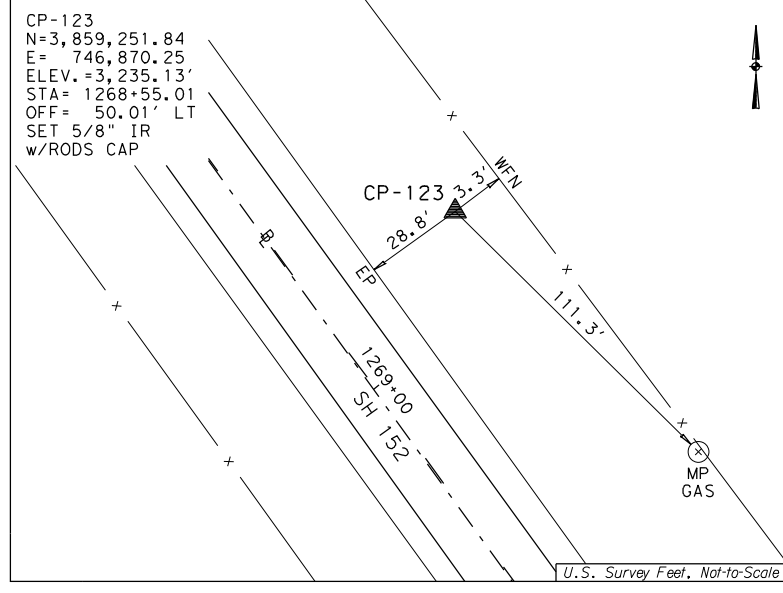 CP-123
N=3,859,251.84
E= 746,870.25
ELEV.=3,235.13'
STA= 1268+55.01
OFF= 50.01' LT
SET 5/8" IR
w/RODS CAP
CP-123
3.3'
WFN
28.8'
EP
111.3'
1269+00
SH 152
MP
GAS
U.S. Survey Feet, Not-to-Scale